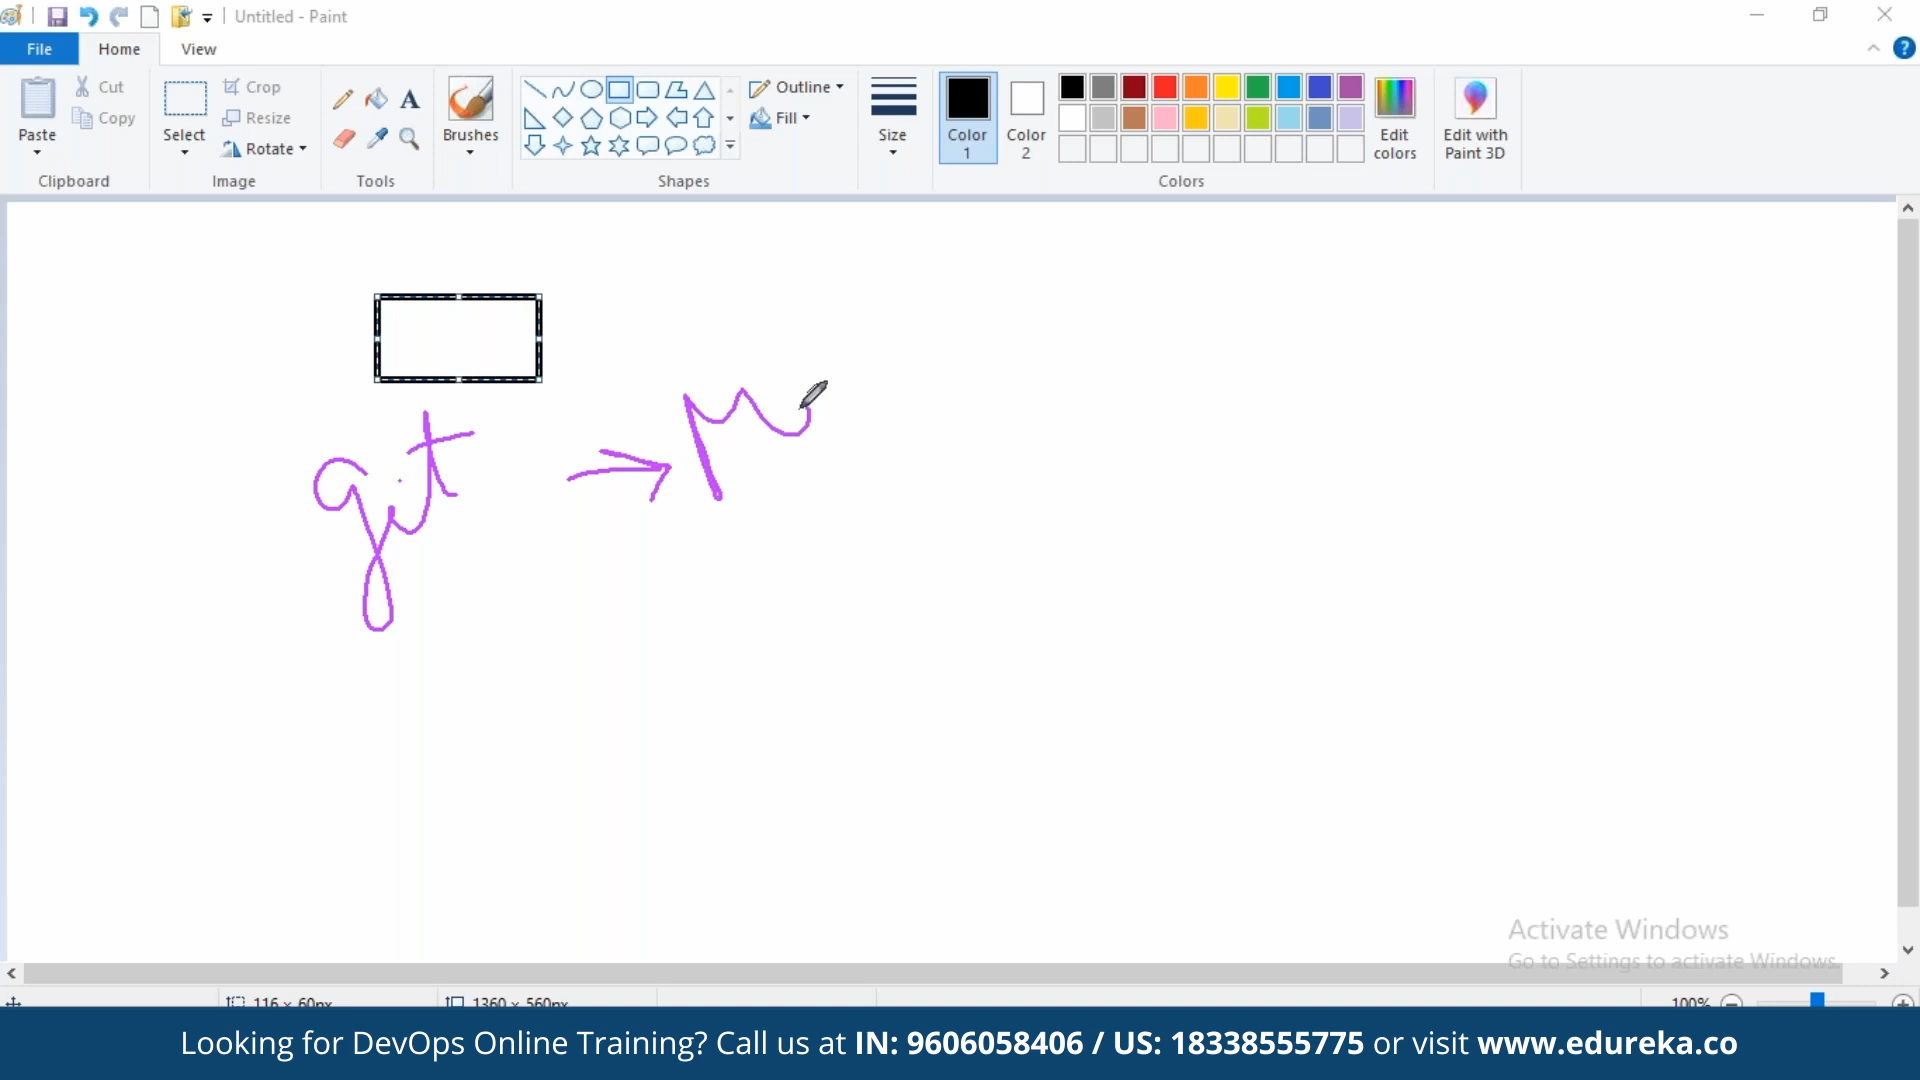 Untitled - Paint
File Home View
Paste Cut Copy
Clipboard
Select Crop Resize Rotate
Image
Tools
Brushes
Shapes
Outline Fill
Size
Color 1
Color 2
Edit colors
Colors
Edit with Paint 3D
git →
Activate Windows
Go to Settings to activate Windows.
116 × 60px 1360 × 560px 100%
Looking for DevOps Online Training? Call us at IN: 9606058406 / US: 18338555775 or visit www.edureka.co